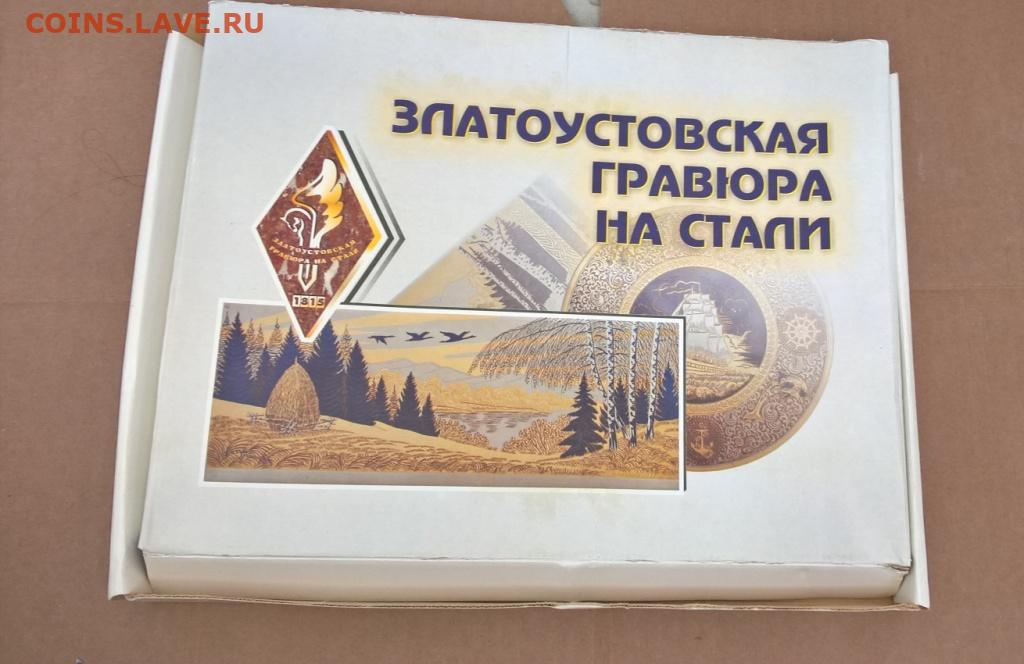 COINS.LAVE.RU
ЗЛАТОУСТОВСКАЯ
ГРАВЮРА
НА СТАЛИ
ЗЛАТОУСТОВСКАЯ
ГРАВЮРА НА СТАЛИ
1815